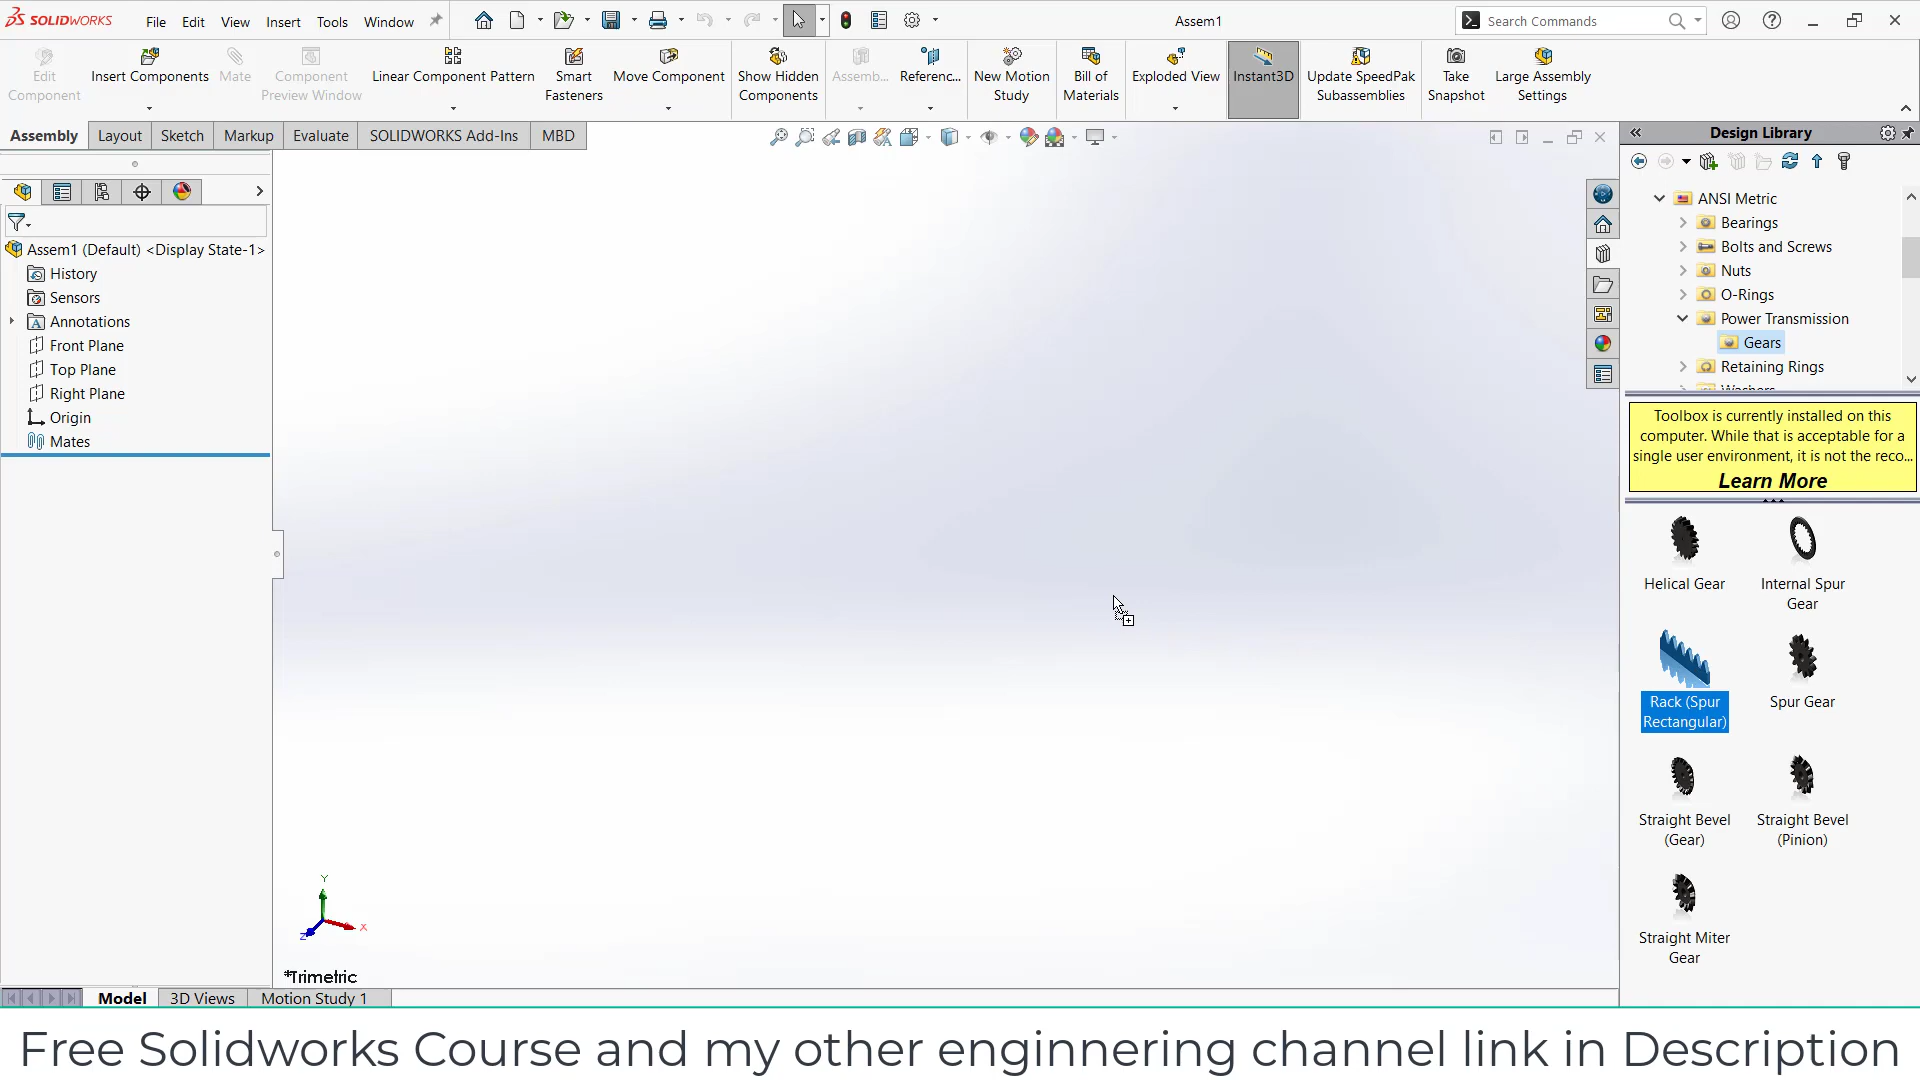 SOLIDWORKS
File Edit View Insert Tools Window
Assem1
Search Commands
Edit
Component
Insert Components
Mate
Component
Preview Window
Linear Component Pattern
Smart
Fasteners
Move Component
Show Hidden
Components
Assemb...
Referenc...
New Motion
Study
Bill of
Materials
Exploded View
Instant3D
Update SpeedPak
Subassemblies
Take
Snapshot
Large Assembly
Settings
Assembly Layout Sketch Markup Evaluate SOLIDWORKS Add-Ins MBD
Assem1 (Default) <Display State-1>
History
Sensors
Annotations
Front Plane
Top Plane
Right Plane
Origin
Mates
Y
X
Z
*Trimetric
Model 3D Views Motion Study 1
Design Library
ANSI Metric
Bearings
Bolts and Screws
Nuts
O-Rings
Power Transmission
Gears
Retaining Rings
Washers
Toolbox is currently installed on this
computer. While that is acceptable for a
single user environment, it is not the reco...
Learn More
Helical Gear
Internal Spur
Gear
Rack (Spur
Rectangular)
Spur Gear
Straight Bevel
(Gear)
Straight Bevel
(Pinion)
Straight Miter
Gear
Free Solidworks Course and my other enginnering channel link in Description